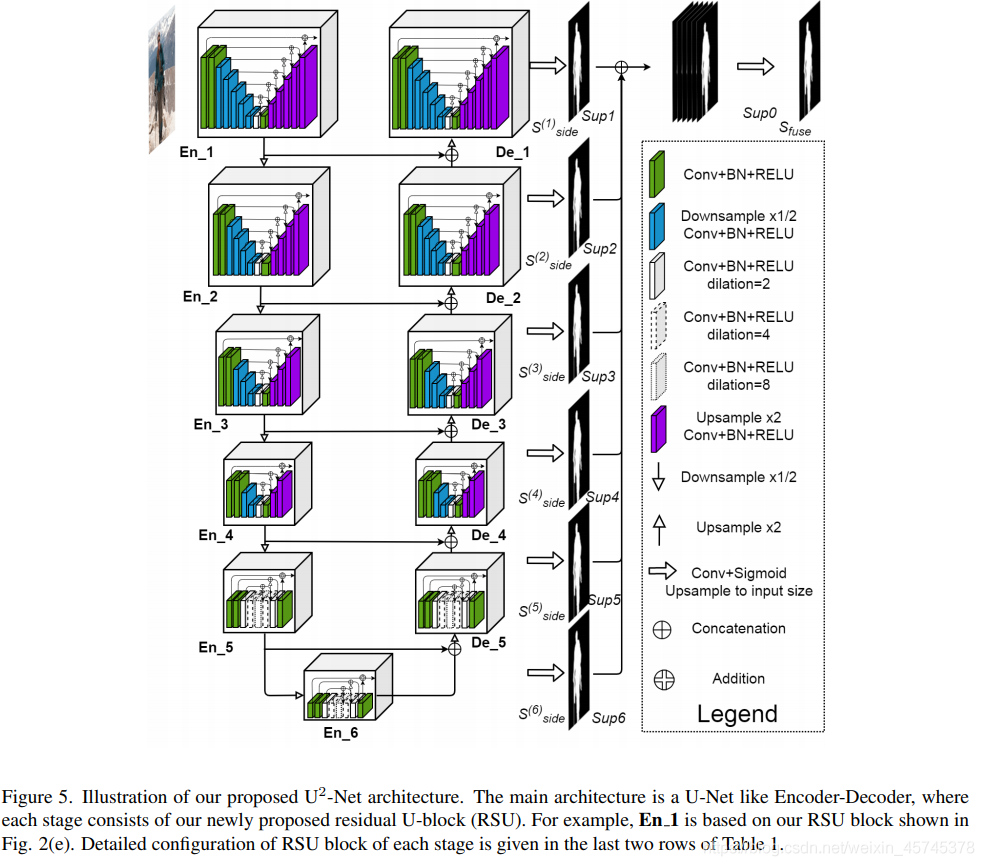 S(1)side
Sup1
Sup0
Sfuse
En_1
De_1
S(2)side
Sup2
En_2
De_2
S(3)side
Sup3
En_3
De_3
S(4)side
Sup4
En_4
De_4
S(5)side
Sup5
En_5
De_5
S(6)side
Sup6
En_6
Conv+BN+RELU
Downsample x1/2
Conv+BN+RELU
Conv+BN+RELU
dilation=2
Conv+BN+RELU
dilation=4
Conv+BN+RELU
dilation=8
Upsample x2
Conv+BN+RELU
Downsample x1/2
Upsample x2
Conv+Sigmoid
Upsample to input size
Concatenation
Addition
Legend
Figure 5. Illustration of our proposed U²-Net architecture. The main architecture is a U-Net like Encoder-Decoder, where
each stage consists of our newly proposed residual U-block (RSU). For example, En_1 is based on our RSU block shown in
Fig. 2(e). Detailed configuration of RSU block of each stage is given in the last two rows of Table 1.